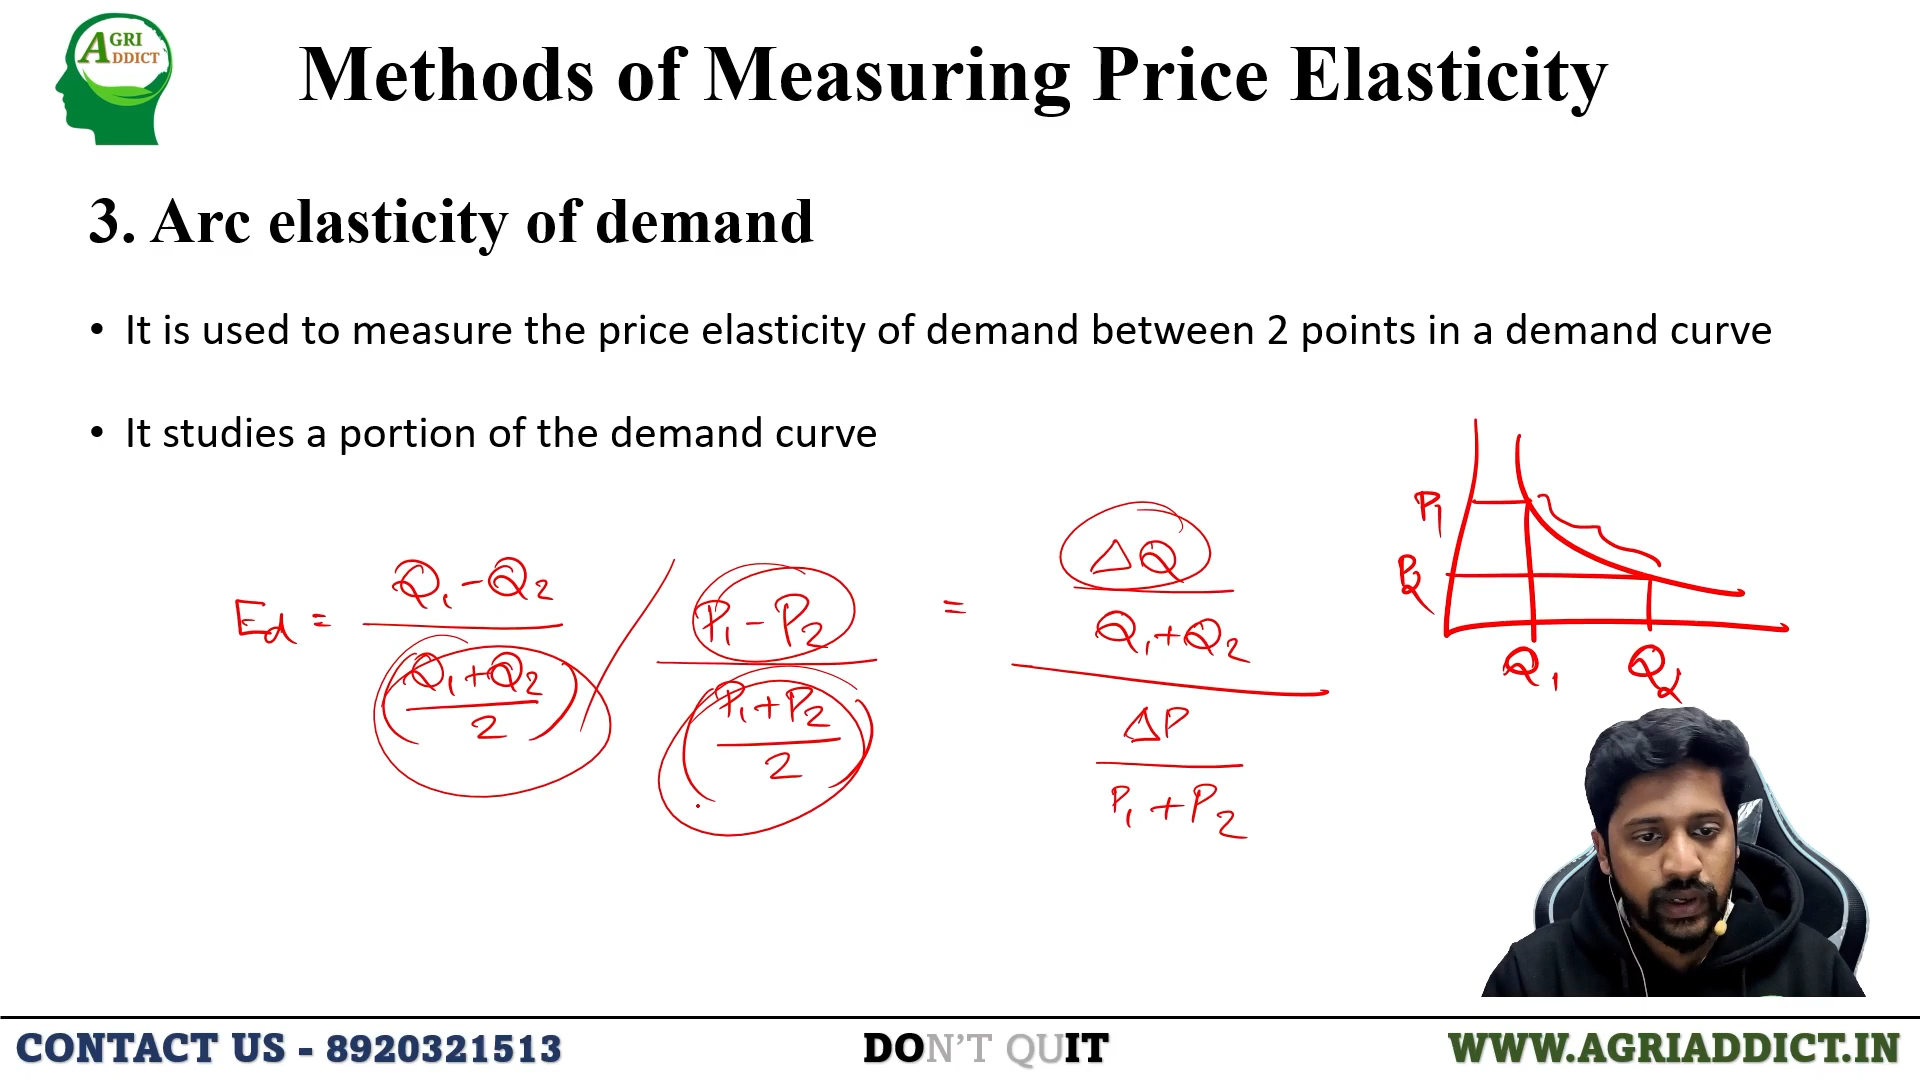 AGRI
ADDICT
Methods of Measuring Price Elasticity
3. Arc elasticity of demand
• It is used to measure the price elasticity of demand between 2 points in a demand curve
• It studies a portion of the demand curve
Ed = (Q1 - Q2) / ((Q1 + Q2) / 2) / (P1 - P2) / ((P1 + P2) / 2) = (ΔQ / (Q1 + Q2)) / (ΔP / (P1 + P2))
P1
P2
Q1 Q2
CONTACT US - 8920321513 DON'T QUIT WWW.AGRIADDICT.IN